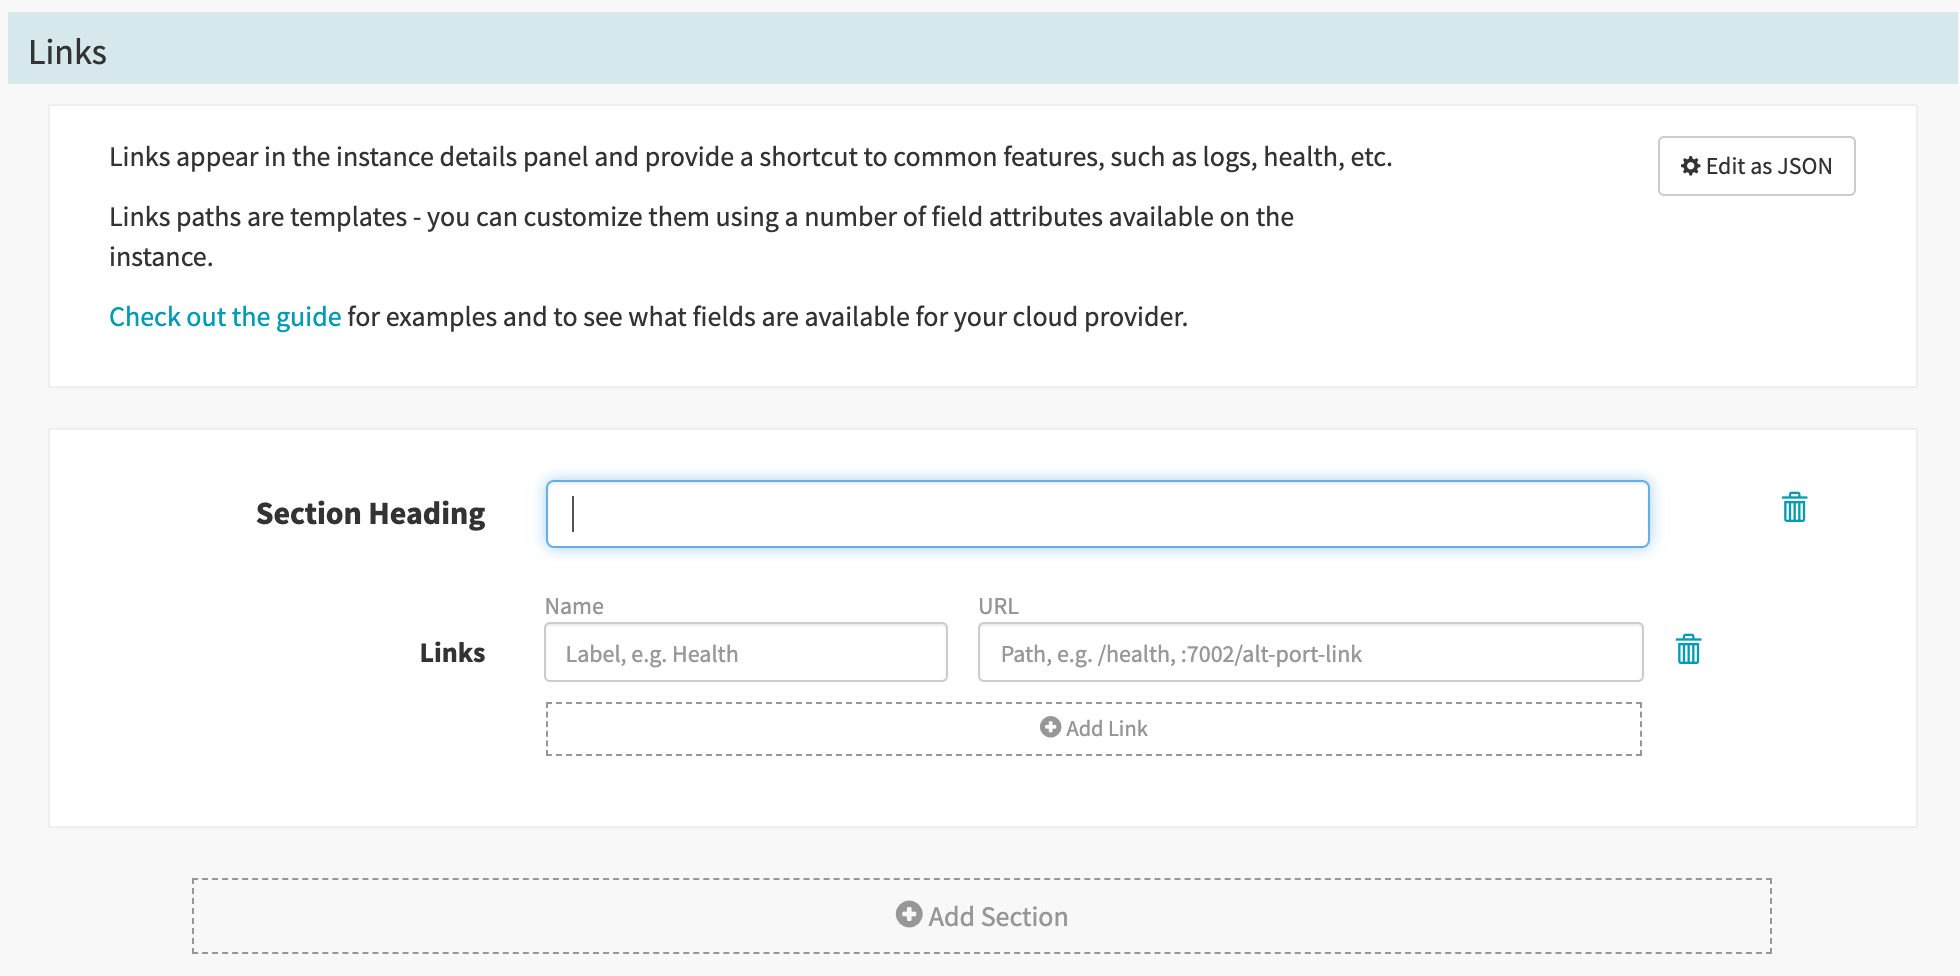 Links
Links appear in the instance details panel and provide a shortcut to common features, such as logs, health, etc.
Edit as JSON
Links paths are templates - you can customize them using a number of field attributes available on the
instance.
Check out the guide for examples and to see what fields are available for your cloud provider.
Section Heading
Name
URL
Links
Label, e.g. Health
Path, e.g. /health, :7002/alt-port-link
Add Link
Add Section